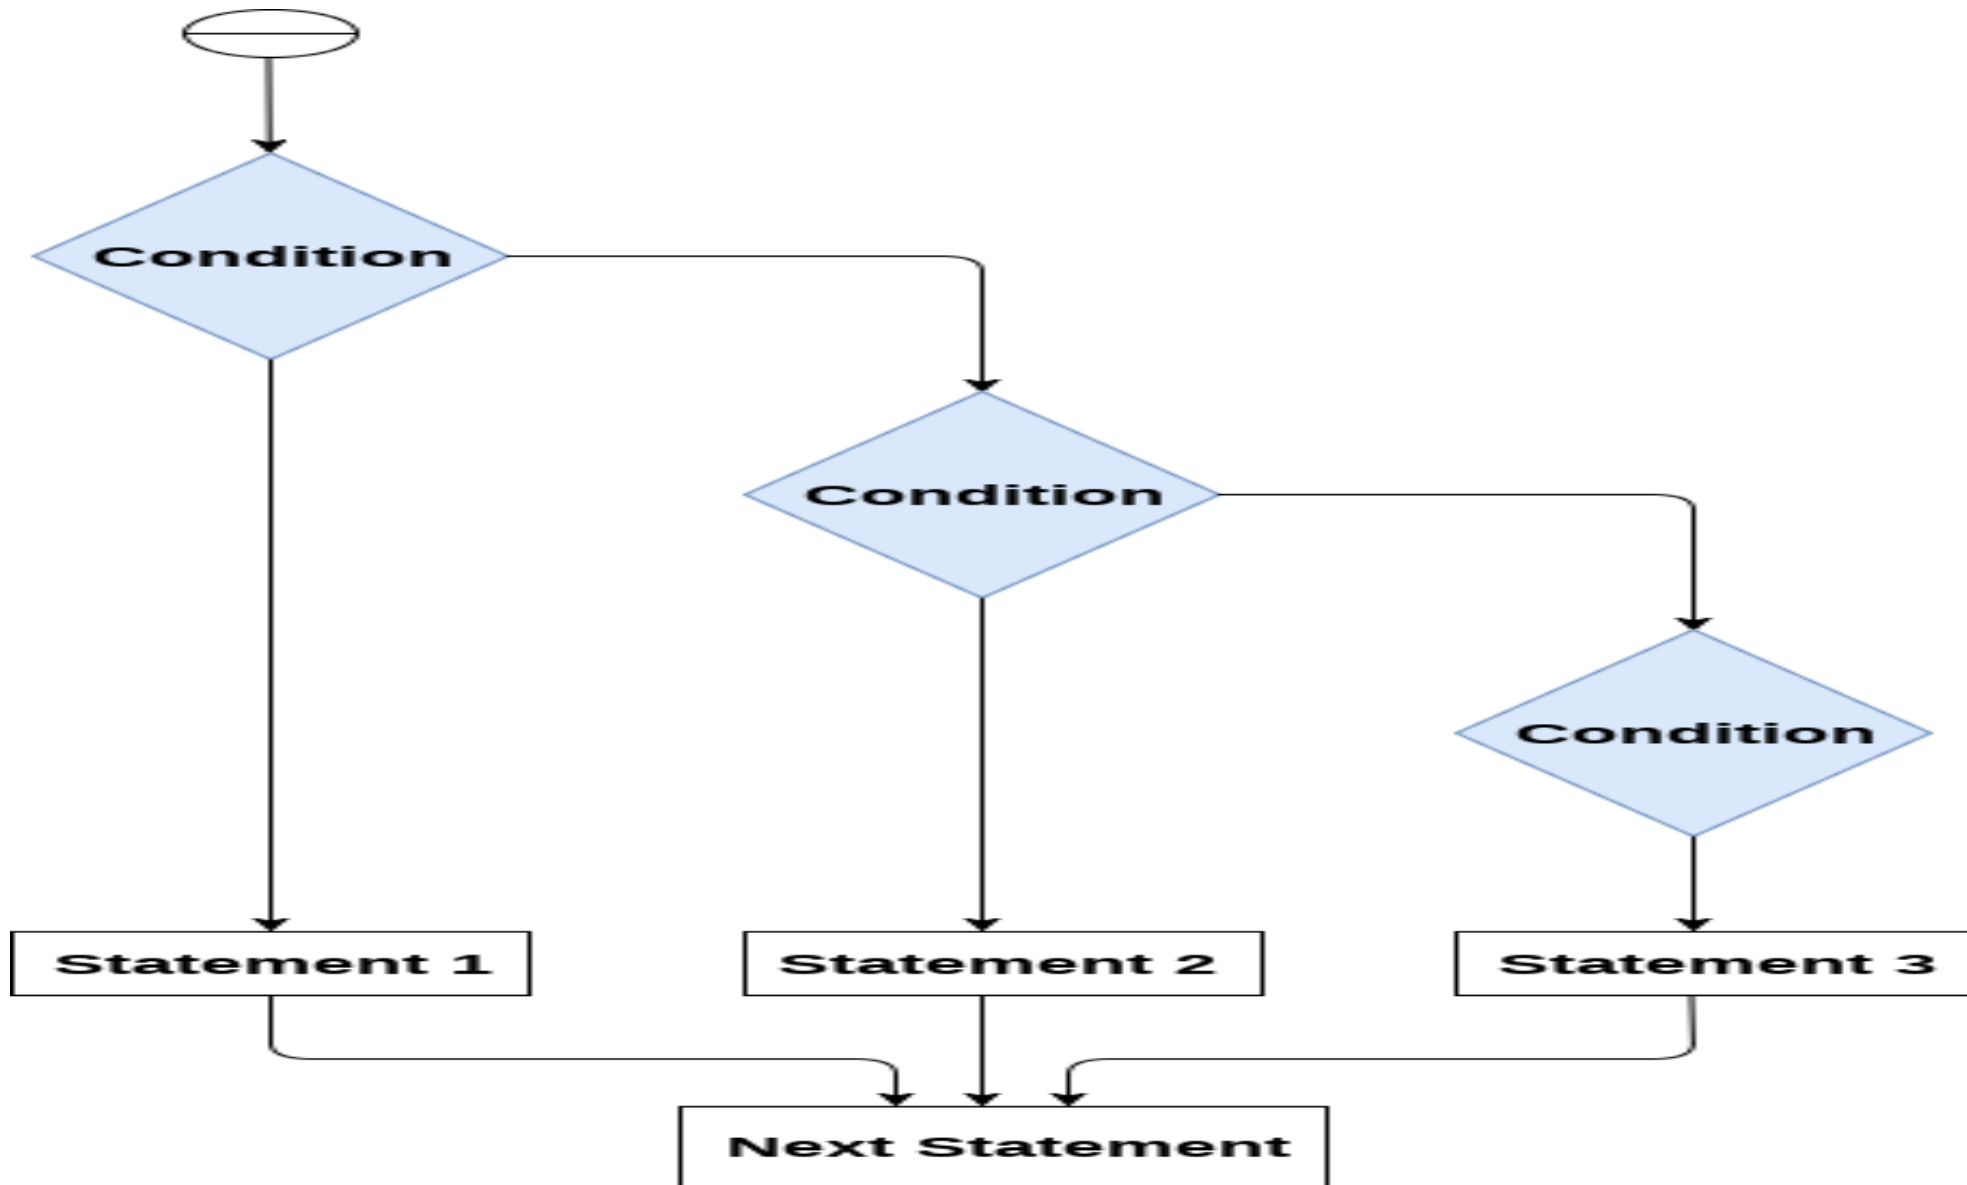 Condition
Condition
Condition
Statement 1
Statement 2
Statement 3
Next Statement